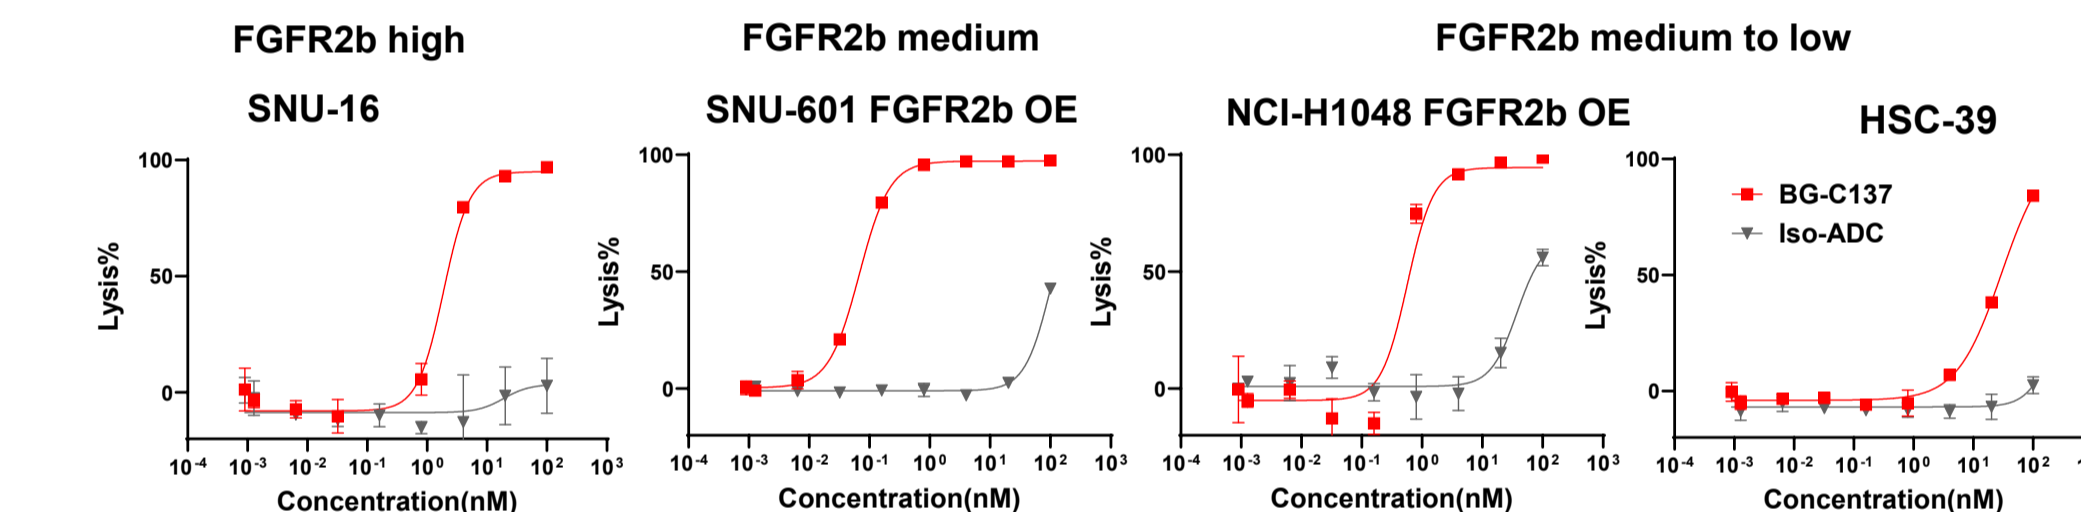 FGFR2b high
FGFR2b medium
FGFR2b medium to low
SNU-16
SNU-601 FGFR2b OE
NCI-H1048 FGFR2b OE
HSC-39
Lysis%
100
50
0
10-4 10-3 10-2 10-1 100 101 102 103
Concentration(nM)
Lysis%
100
50
0
10-4 10-3 10-2 10-1 100 101 102 103
Concentration(nM)
Lysis%
100
50
0
10-4 10-3 10-2 10-1 100 101 102 103
Concentration(nM)
Lysis%
100
50
0
BG-C137
Iso-ADC
10-4 10-3 10-2 10-1 100 101 102
Concentration(nM)